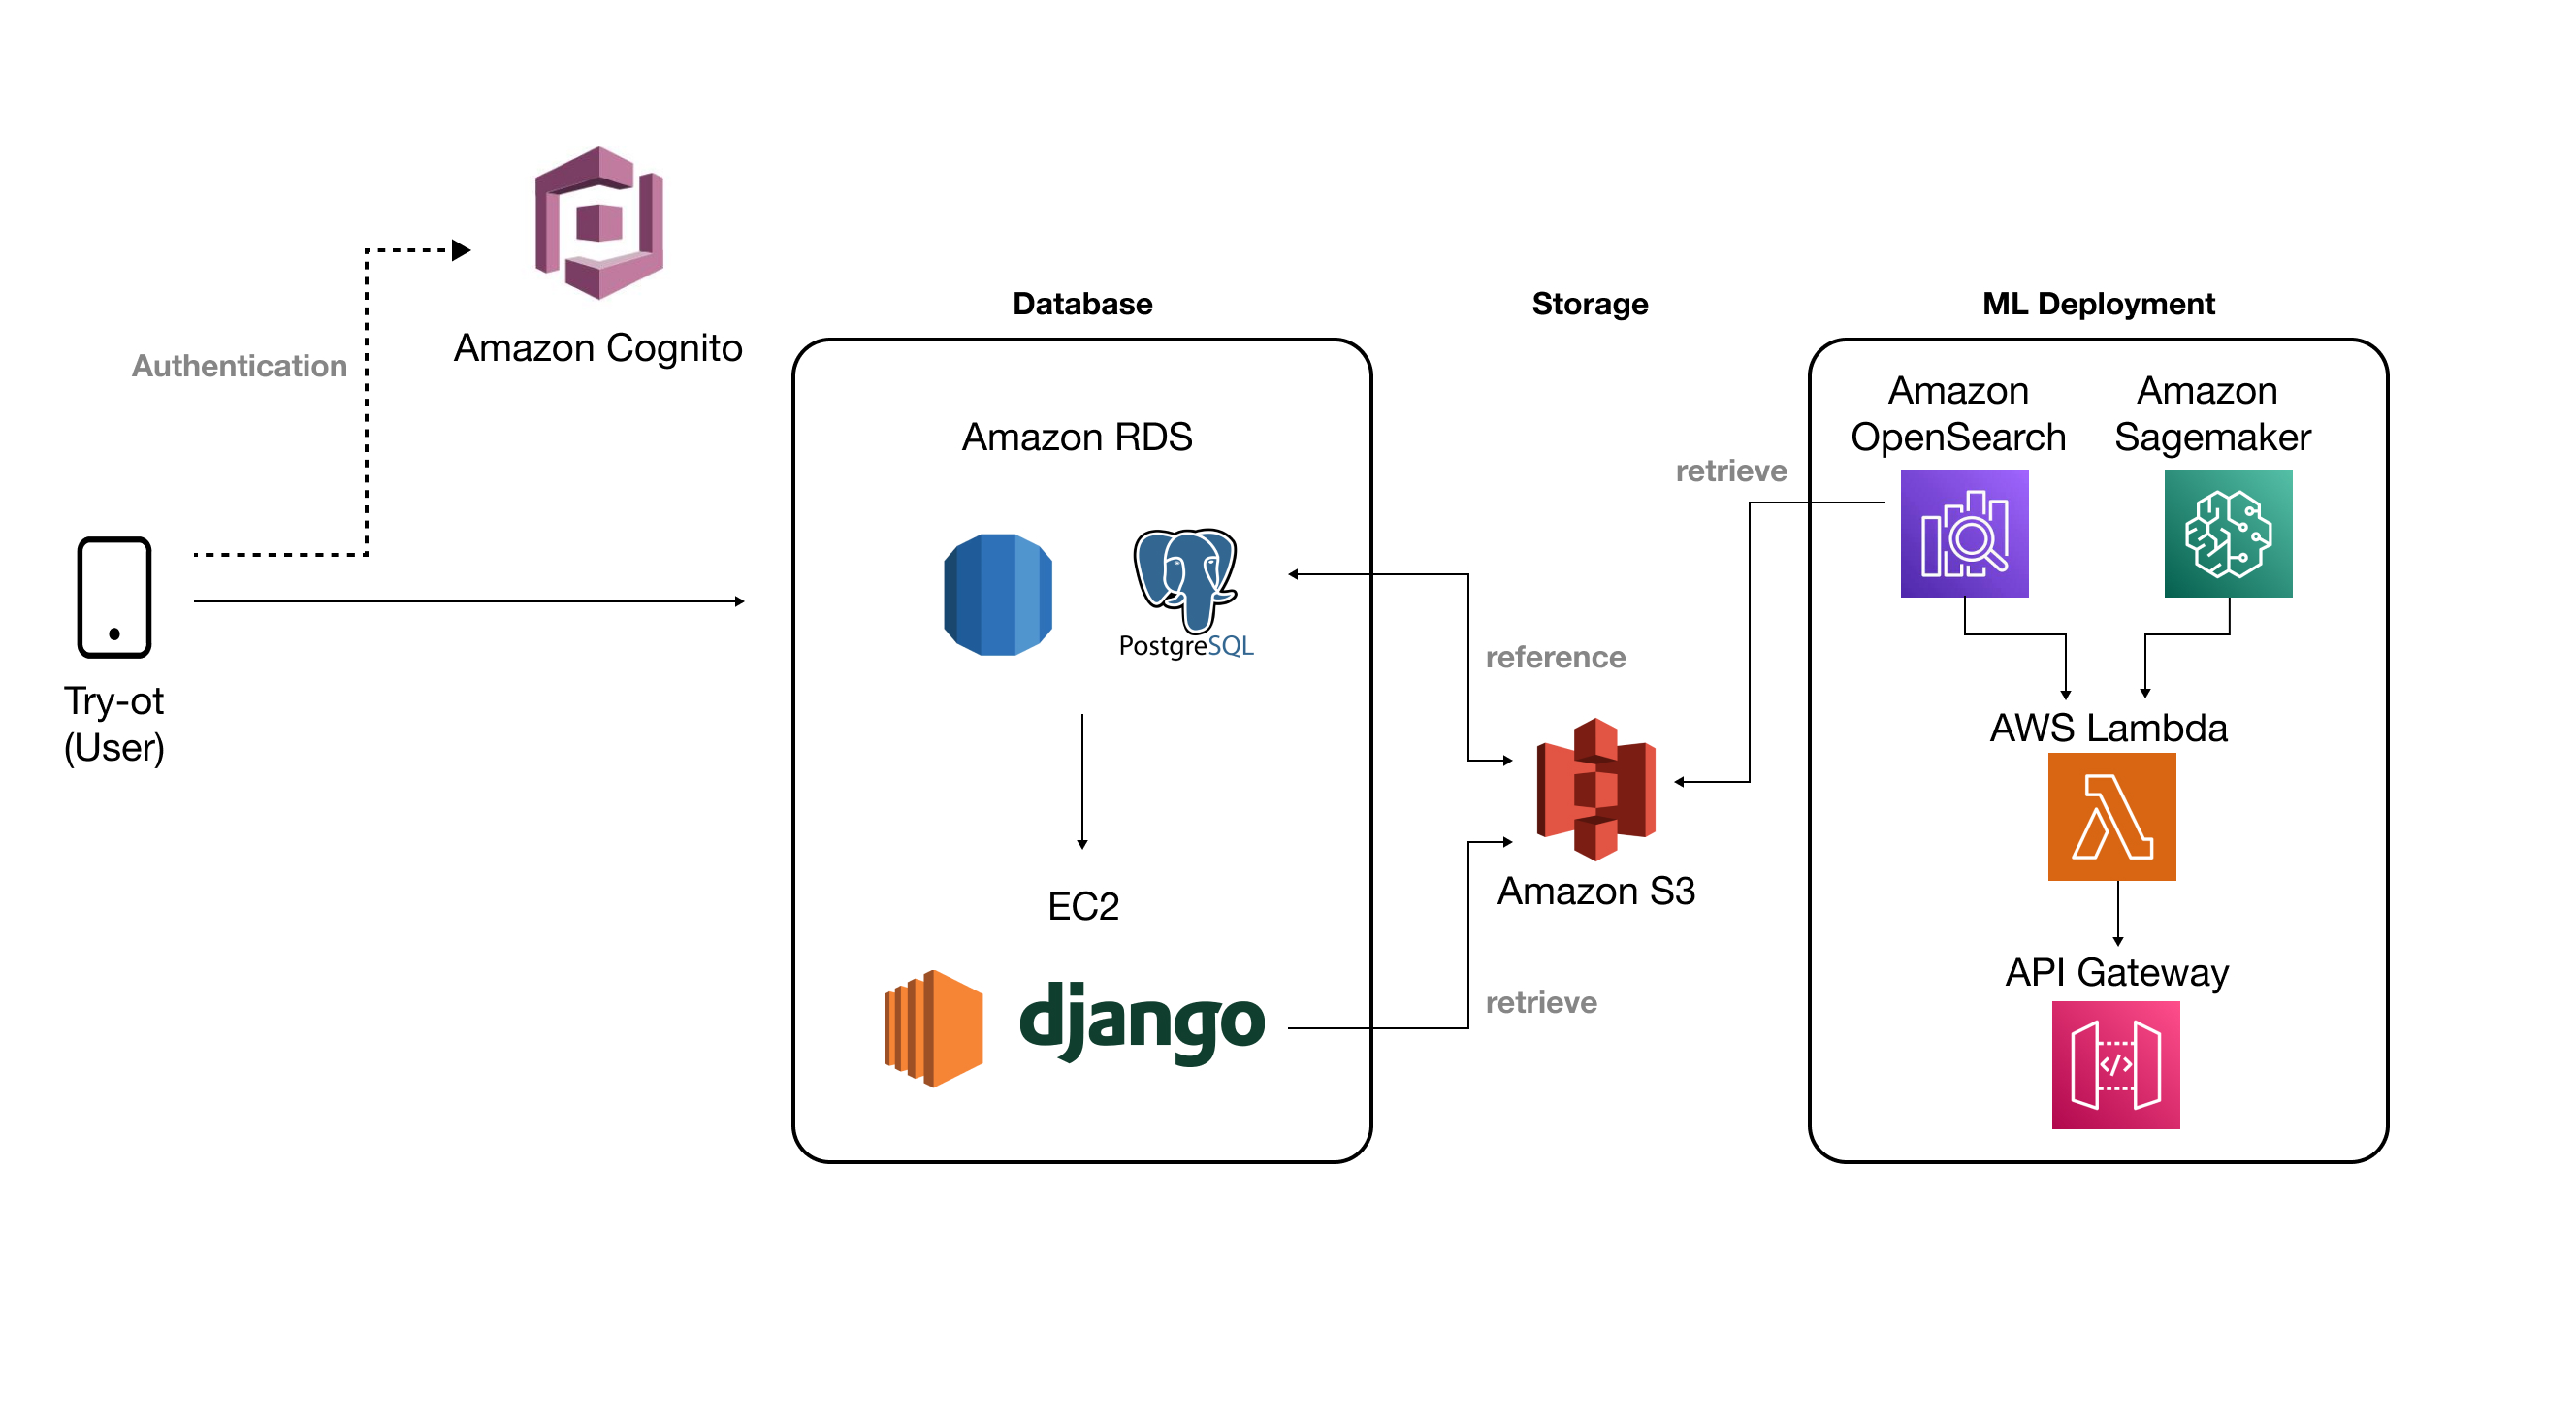 Amazon Cognito
Authentication
Try-ot
(User)
Database
Amazon RDS
PostgreSQL
EC2
django
Storage
reference
Amazon S3
retrieve
retrieve
ML Deployment
Amazon
OpenSearch
Amazon
Sagemaker
AWS Lambda
API Gateway
</>